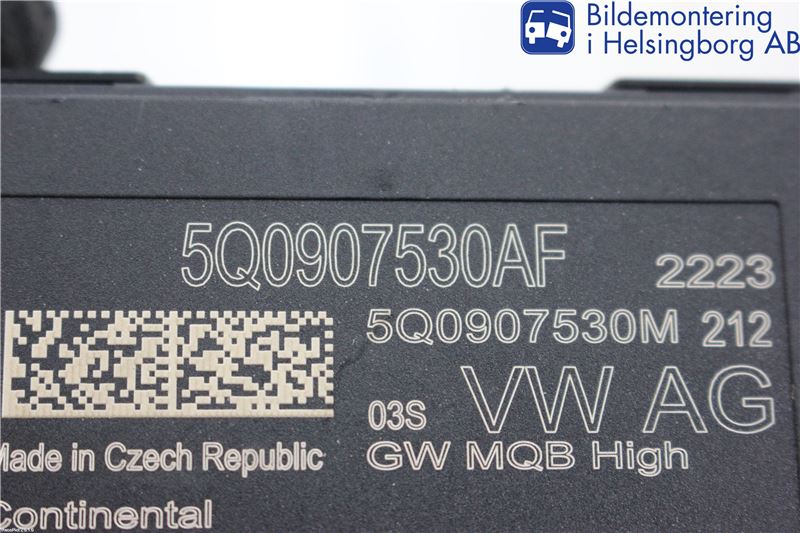 Bildemontering
i Helsingborg AB
5Q0907530AF 2223
5Q0907530M 212
03S VW AG
Made in Czech Republic GW MQB High
Continental